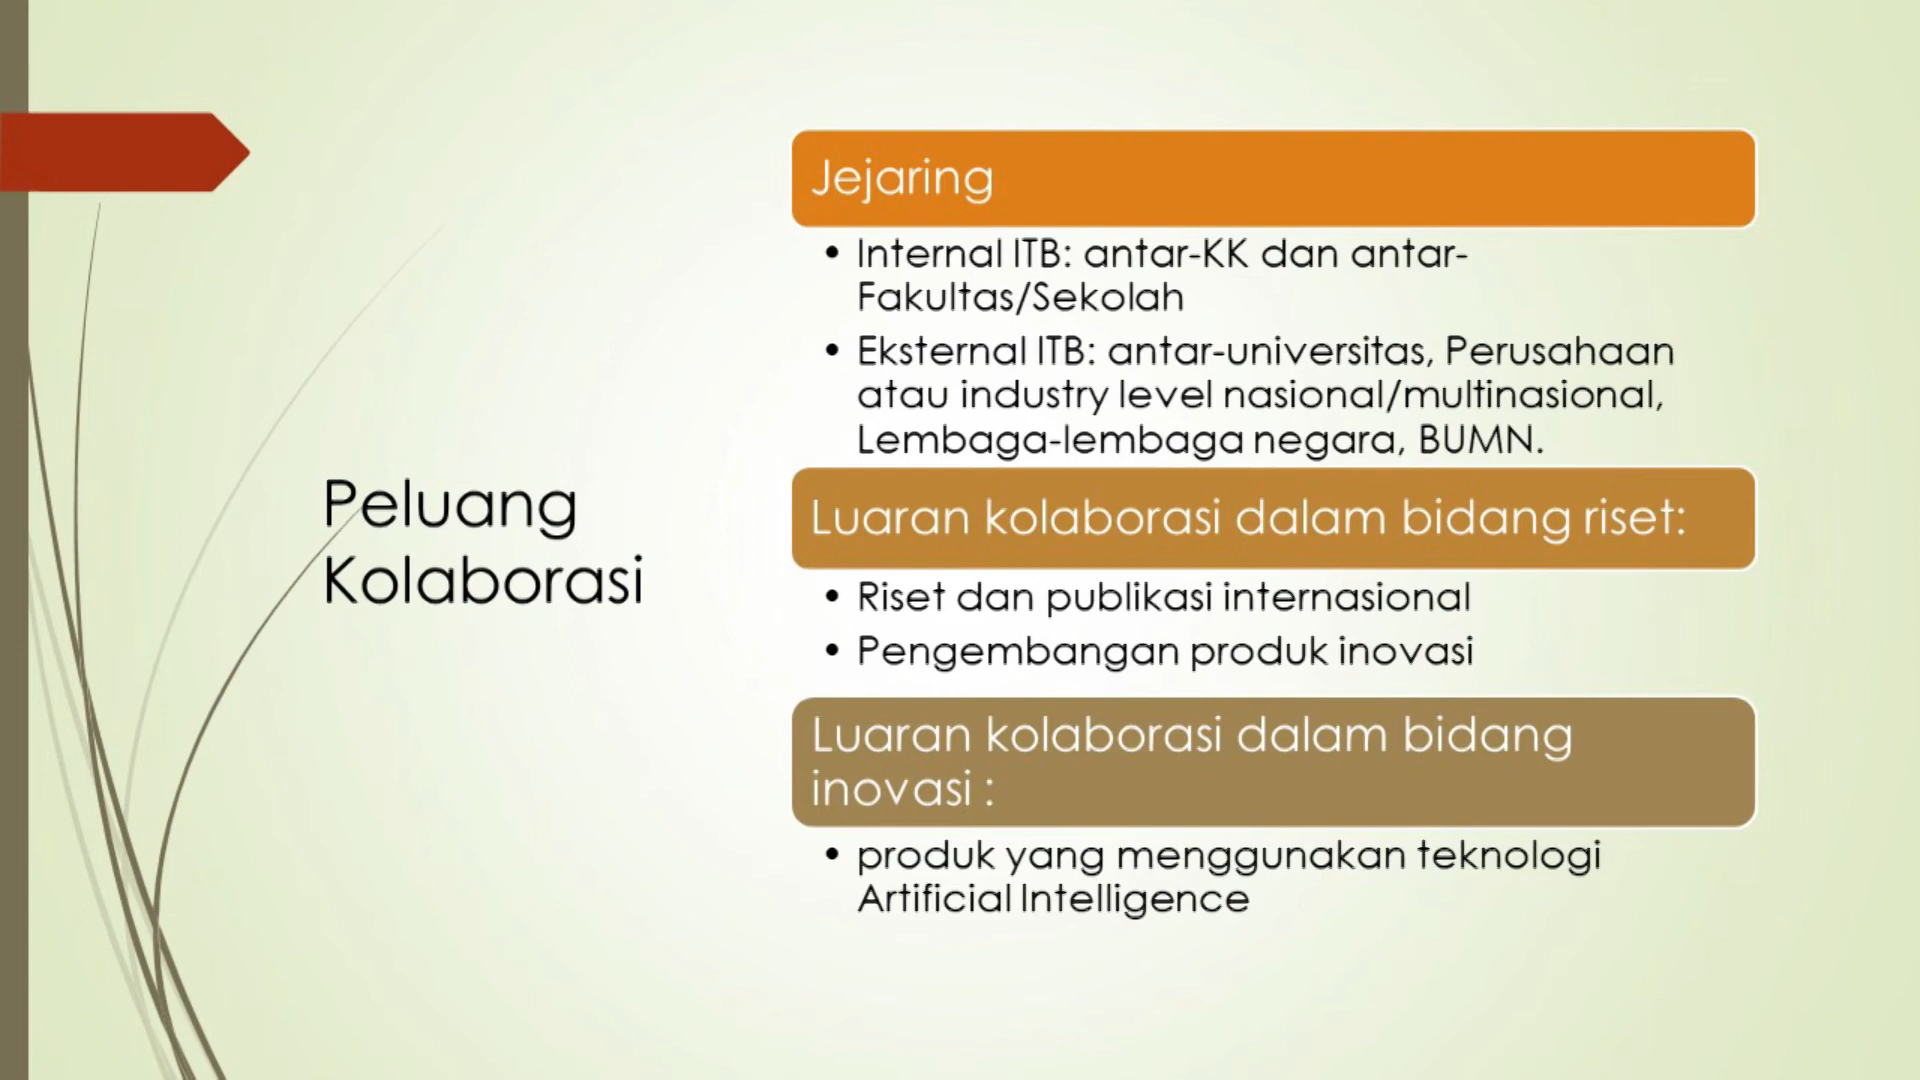 Peluang
Kolaborasi
Jejaring
• Internal ITB: antar-KK dan antar-
Fakultas/Sekolah
• Eksternal ITB: antar-universitas, Perusahaan
atau industry level nasional/multinasional,
Lembaga-lembaga negara, BUMN.
Luaran kolaborasi dalam bidang riset:
• Riset dan publikasi internasional
• Pengembangan produk inovasi
Luaran kolaborasi dalam bidang
inovasi :
• produk yang menggunakan teknologi
Artificial Intelligence